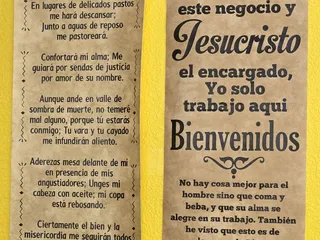 En lugares de delicados pastos
me hará descansar;
Junto a aguas de reposo
me pastoreará.
Confortará mi alma; Me
guiará por sendas de justicia
por amor de su nombre.
Aunque ande en valle de
sombra de muerte, no temeré
mal alguno, porque tú estarás
conmigo; Tu vara y tu cayado
me infundirán aliento.
Aderezas mesa delante de mi
en presencia de mis
angustiadores; Unges mi
cabeza con aceite; mi copa
está rebosando.
Ciertamente el bien y la
misericordia me seguirán todos
este negocio y
Jesucristo
el encargado,
Yo solo
trabajo aqui
Bienvenidos
No hay cosa mejor para el
hombre sino que coma y
beba, y que su alma se
alegre en su trabajo. También
he visto que esto es de